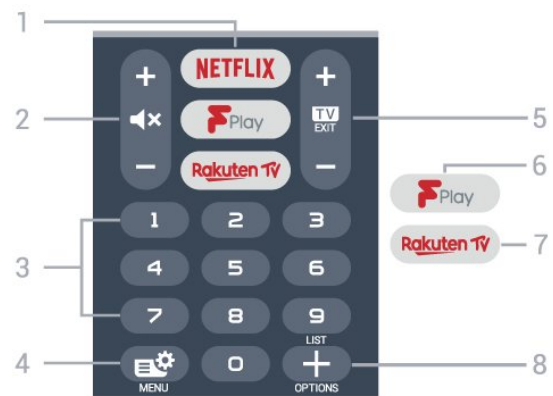 1
+ NETFLIX +
2
F Play
TV
EXIT
5
− Rakuten TV −
6
F Play
1 2 3
Rakuten TV 7
3
4 5 6
7 8 9
LIST
4
0
+
8
MENU
OPTIONS